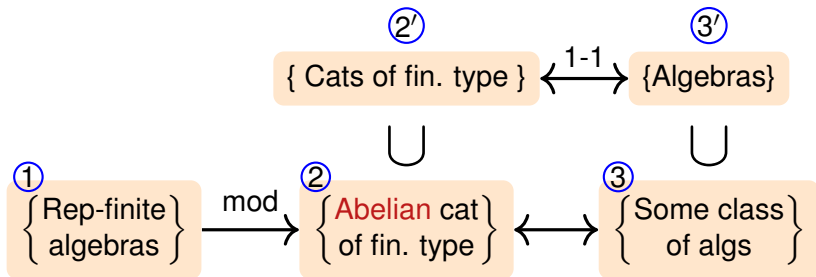 2′ 3′
{ Cats of fin. type } 1-1 {Algebras}
∪ ∪
1 2 3
{Rep-finite algebras} mod {Abelian cat of fin. type} {Some class of algs}